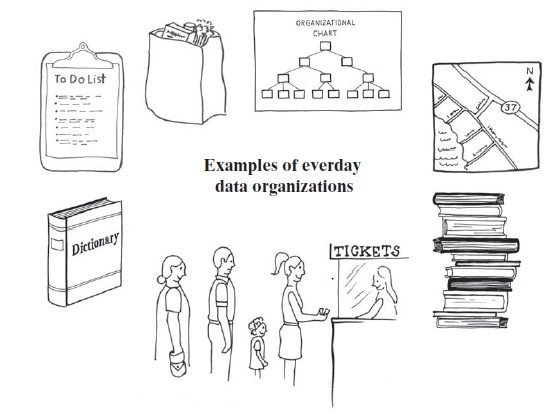 ORGANIZATIONAL
CHART
To Do List
N
37
Examples of everday
data organizations
Dictionary
TICKETS